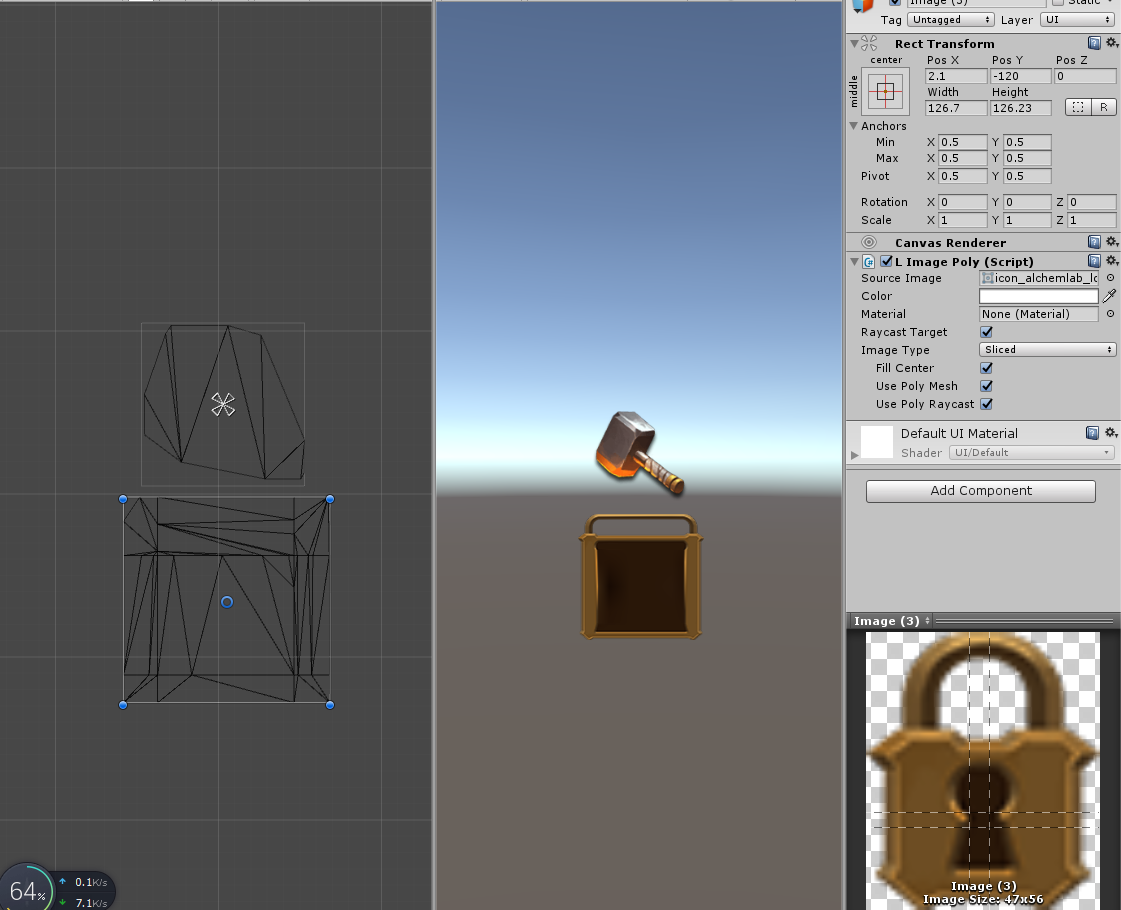 Image (3)
Static
Tag Untagged Layer UI
Rect Transform
center
middle
Pos X Pos Y Pos Z
2.1 -120 0
Width Height
126.7 126.23
R
Anchors
Min X 0.5 Y 0.5
Max X 0.5 Y 0.5
Pivot X 0.5 Y 0.5
Rotation X 0 Y 0 Z 0
Scale X 1 Y 1 Z 1
Canvas Renderer
L Image Poly (Script)
Source Image icon_alchemlab_lc
Color
Material None (Material)
Raycast Target
Image Type Sliced
Fill Center
Use Poly Mesh
Use Poly Raycast
Default UI Material
Shader UI/Default
Add Component
Image (3)
Image (3)
Image Size: 47x56
64%
0.1K/s
7.1K/s